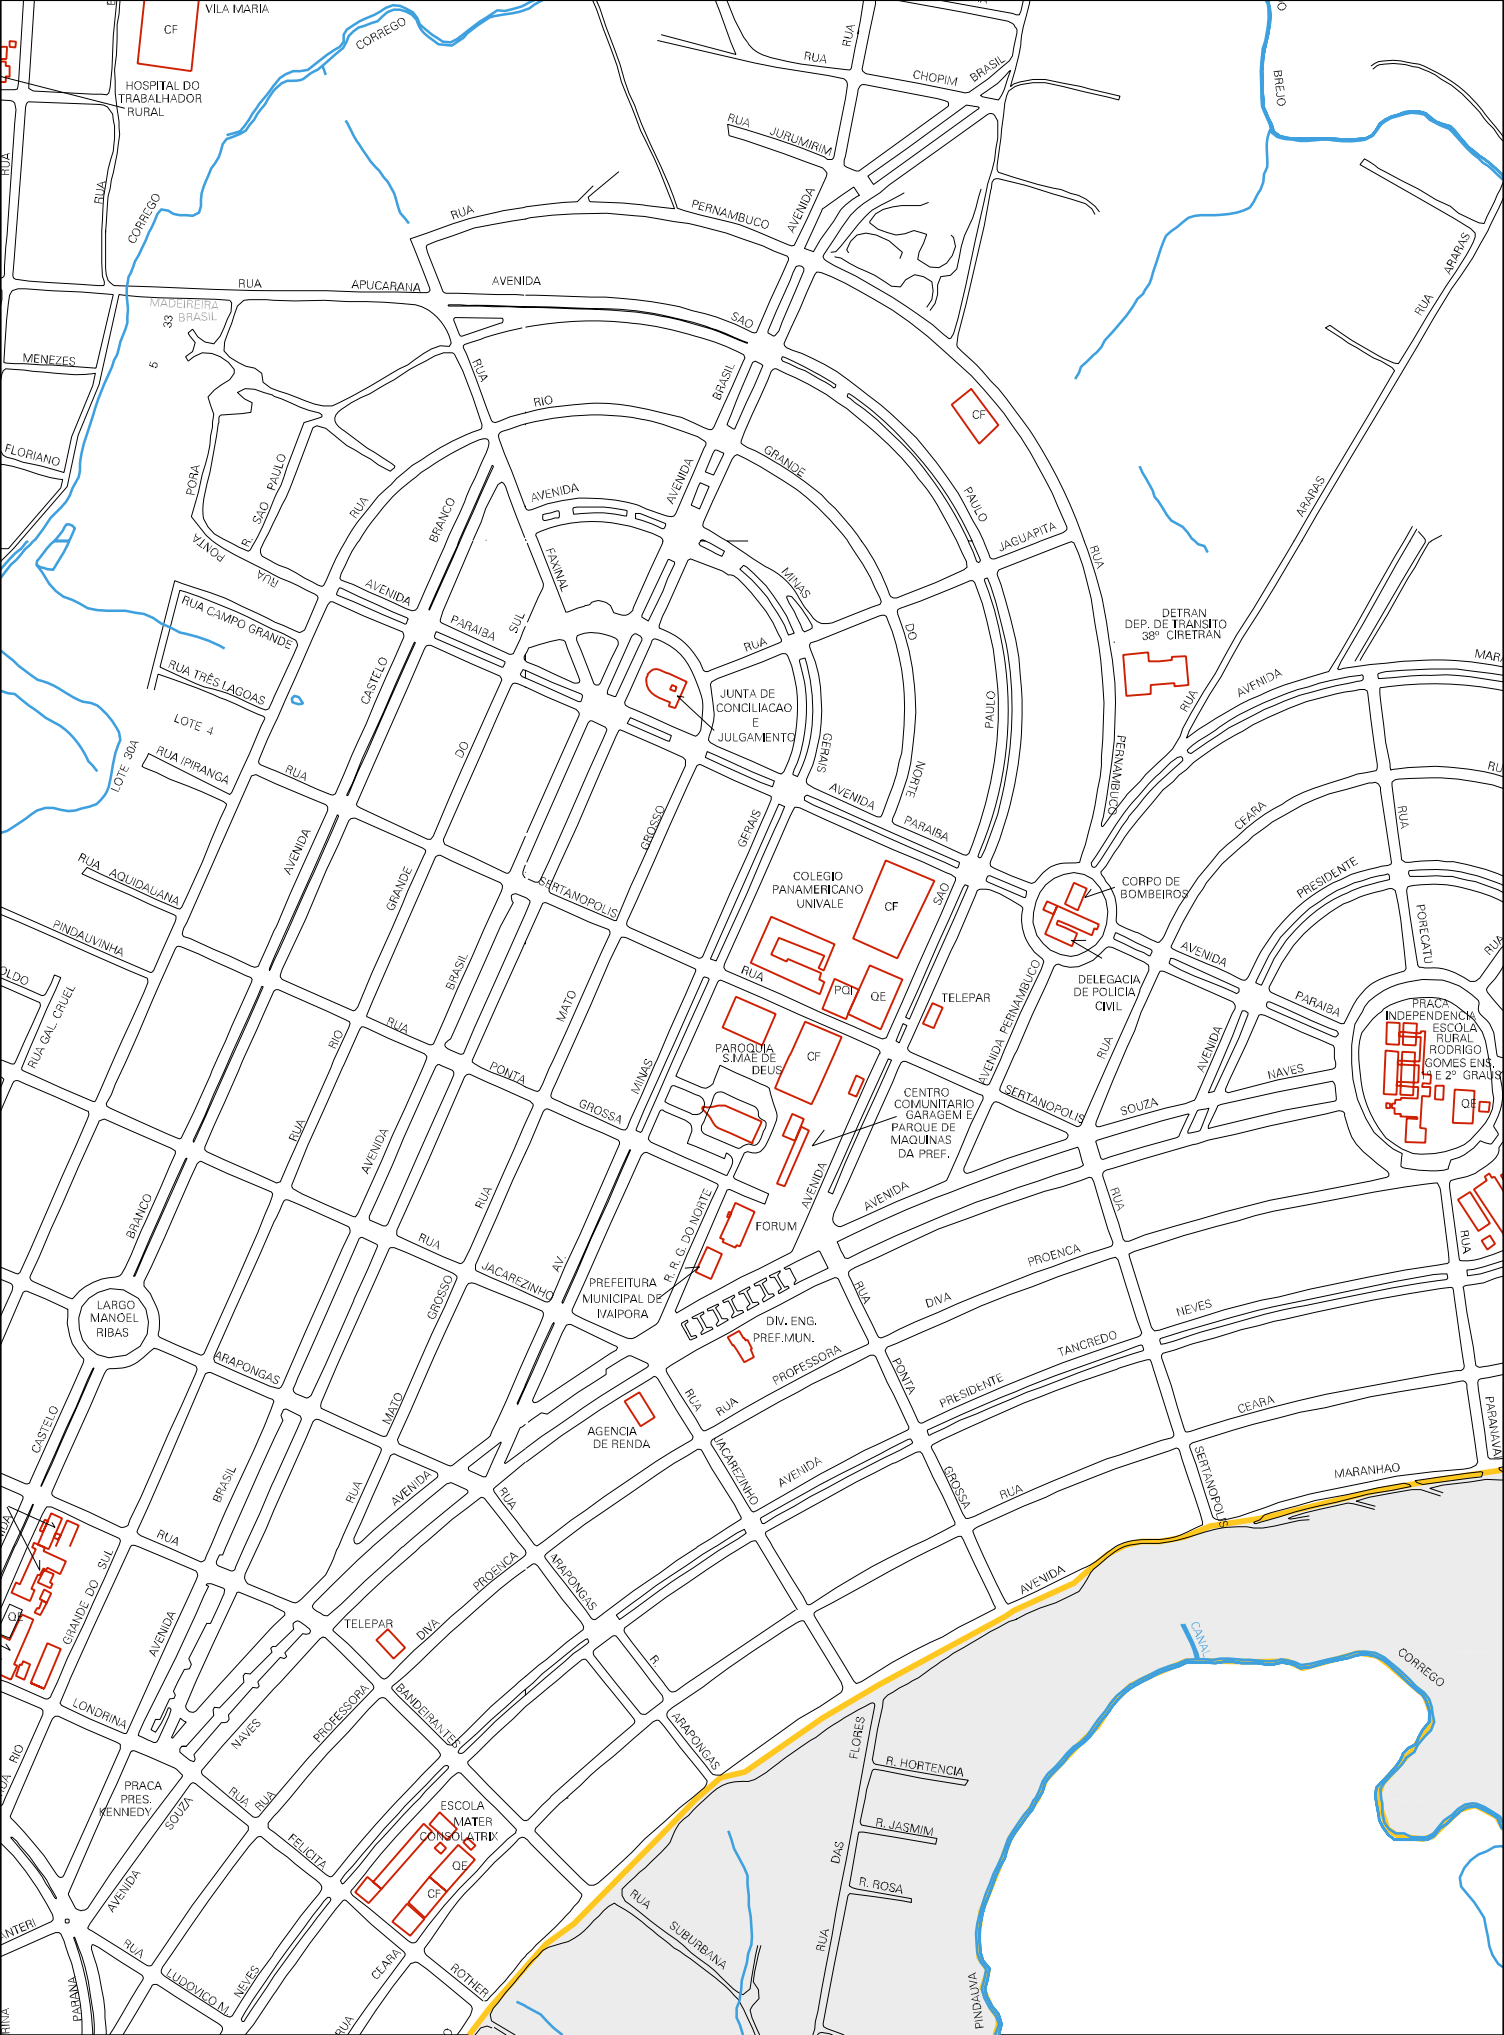 VILA MARIA
CF
CORREGO
HOSPITAL DO
TRABALHADOR
RURAL
RUA
RUA
CORREGO
RUA
RUA
CHOPIM
BRASIL
RUA
JURUMIRIM
BREJO
RUA
PERNAMBUCO
AVENIDA
RUA
APUCARANA
AVENIDA
SAO
MADEIREIRA
BRASIL
33
5
MENEZES
FLORIANO
RUA
RIO
BRASIL
GRANDE
CF
ARARAS
RUA
ARARAS
PORA
PONTA
RUA
R. SAO PAULO
RUA
BRANCO
AVENIDA
AVENIDA
PAULO
JAGUAPITA
RUA
FAXINAL
MINAS
AVENIDA
PARAIBA
SUL
RUA
DO
RUA CAMPO GRANDE
RUA TRÊS LAGOAS
LOTE 4
LOTE 30A
RUA IPIRANGA
RUA
CASTELO
DO
JUNTA DE
CONCILIACAO
E
JULGAMENTO
GERAIS
NORTE
PAULO
DETRAN
DEP. DE TRANSITO
38º CIRETRAN
RUA
AVENIDA
PERNAMBUCO
AVENIDA
PARAIBA
CEARA
RUA
PRESIDENTE
RUA
AQUIDAUANA
PINDAUVINHA
AVENIDA
GRANDE
SERTANOPOLIS
GROSSO
GERAIS
COLEGIO
PANAMERICANO
UNIVALE
CF
SAO
CORPO DE
BOMBEIROS
DELEGACIA
DE POLICIA
CIVIL
AVENIDA
PARAIBA
PORECATU
RUA
RUA GAL. CRUEL
RIO
BRASIL
RUA
MATO
RUA
PQI
QE
TELEPAR
AVENIDA PERNAMBUCO
PRACA
INDEPENDENCIA
ESCOLA
RURAL
RODRIGO
GOMES ENS.
1º E 2º GRAUS
QE
PONTA
GROSSA
MINAS
PAROQUIA
S.MAE DE
DEUS
CF
CENTRO
COMUNITARIO
GARAGEM E
PARQUE DE
MAQUINAS
DA PREF.
SERTANOPOLIS
RUA
AVENIDA
NAVES
SOUZA
RUA
AVENIDA
BRANCO
RUA
RUA
JACAREZINHO
AV.
R. R. G. DO NORTE
FORUM
AVENIDA
AVENIDA
RUA
RUA
PREFEITURA
MUNICIPAL DE
IVAIPORA
LARGO
MANOEL
RIBAS
ARAPONGAS
GROSSO
DIV. ENG.
PREF.MUN.
RUA
DIVA
PROENCA
NEVES
TANCREDO
PRESIDENTE
PROFESSORA
RUA
RUA
PONTA
CEARA
PARANAVAI
CASTELO
BRASIL
MATO
RUA
AVENIDA
AGENCIA
DE RENDA
JACAREZINHO
AVENIDA
GROSSA
RUA
SERTANOPOLIS
MARANHAO
RUA
RUA
ARAPONGAS
PROENCA
DIVA
AVENIDA
QE
GRANDE DO SUL
AVENIDA
TELEPAR
R.
ARAPONGAS
CANAL
CORREGO
LONDRINA
NAVES
PROFESSORA
BANDEIRANTES
RUA
RUA
RIO
PRACA
PRES.
KENNEDY
SOUZA
AVENIDA
FELICITA
ESCOLA
MATER
CONSOLATRIX
QE
CF
FLORES
R. HORTENCIA
R. JASMIM
DAS
R. ROSA
RUA
RUA
SUBURBANA
RUA
LUDOVICO M.
NEVES
CEARA
ROTHER
RUA
PARANA
PINDAUVA